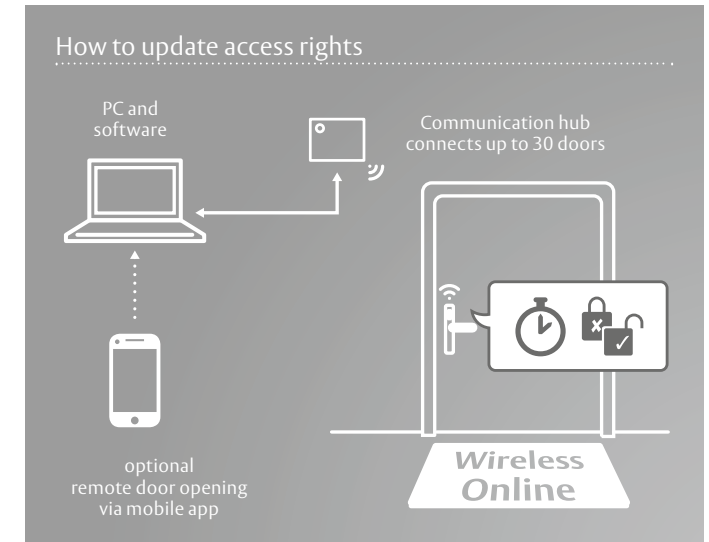 How to update access rights
PC and
software
Communication hub
connects up to 30 doors
optional
remote door opening
via mobile app
Wireless
Online